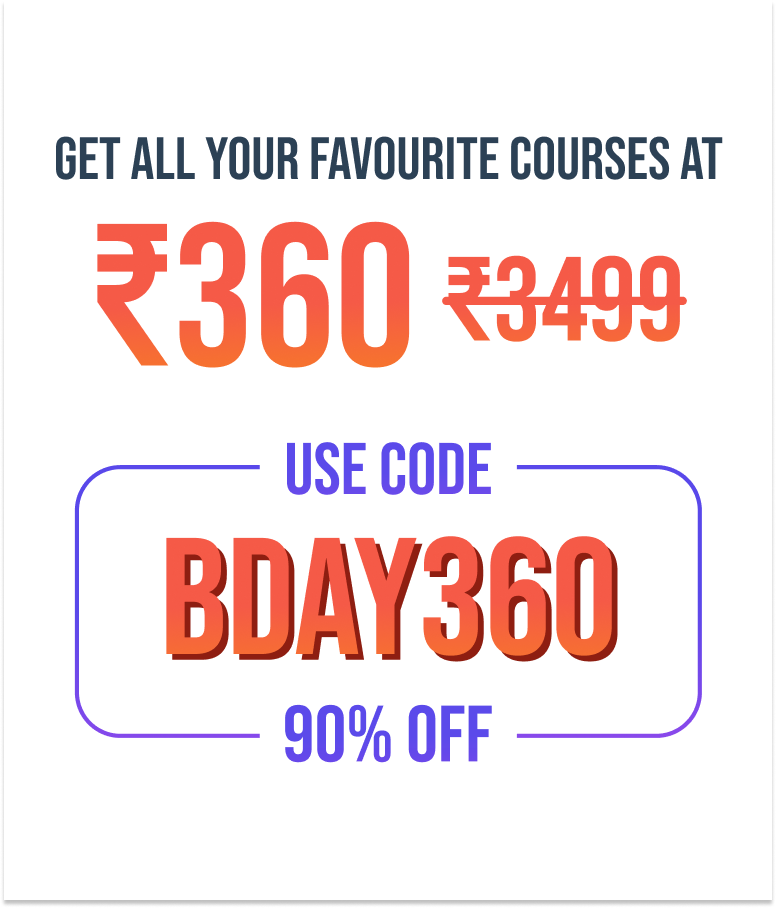 GET ALL YOUR FAVOURITE COURSES AT
₹360 ₹3499
USE CODE
BDAY360
90% OFF